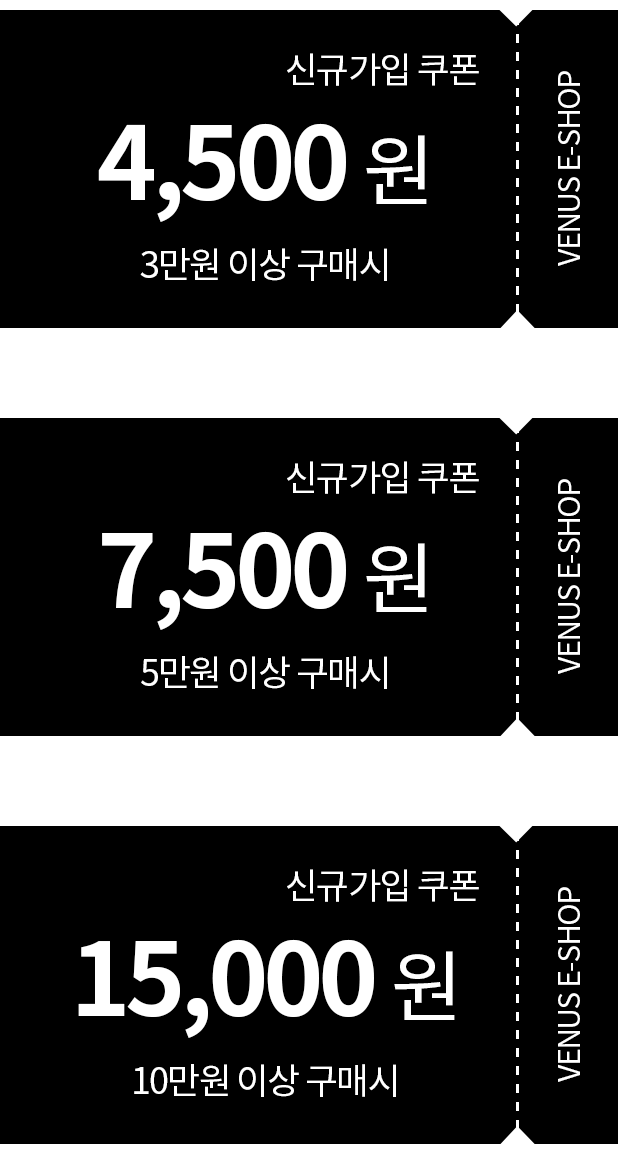 신규가입 쿠폰
4,500 원
3만원 이상 구매시
VENUS E-SHOP
신규가입 쿠폰
7,500 원
5만원 이상 구매시
VENUS E-SHOP
신규가입 쿠폰
15,000 원
10만원 이상 구매시
VENUS E-SHOP